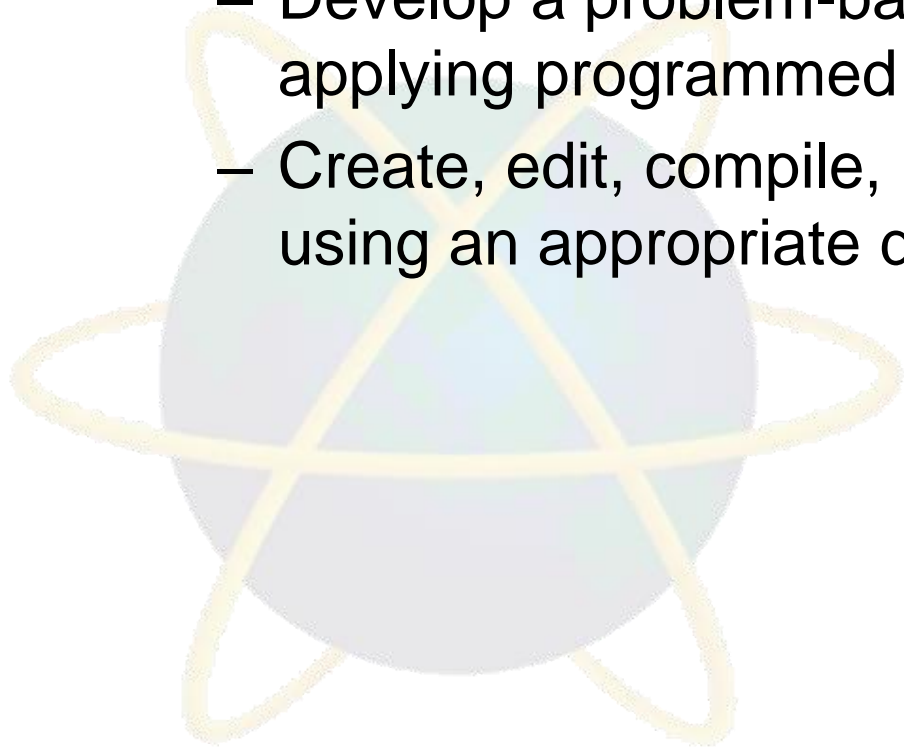 – Develop a problem-ba
applying programmed
– Create, edit, compile,
using an appropriate